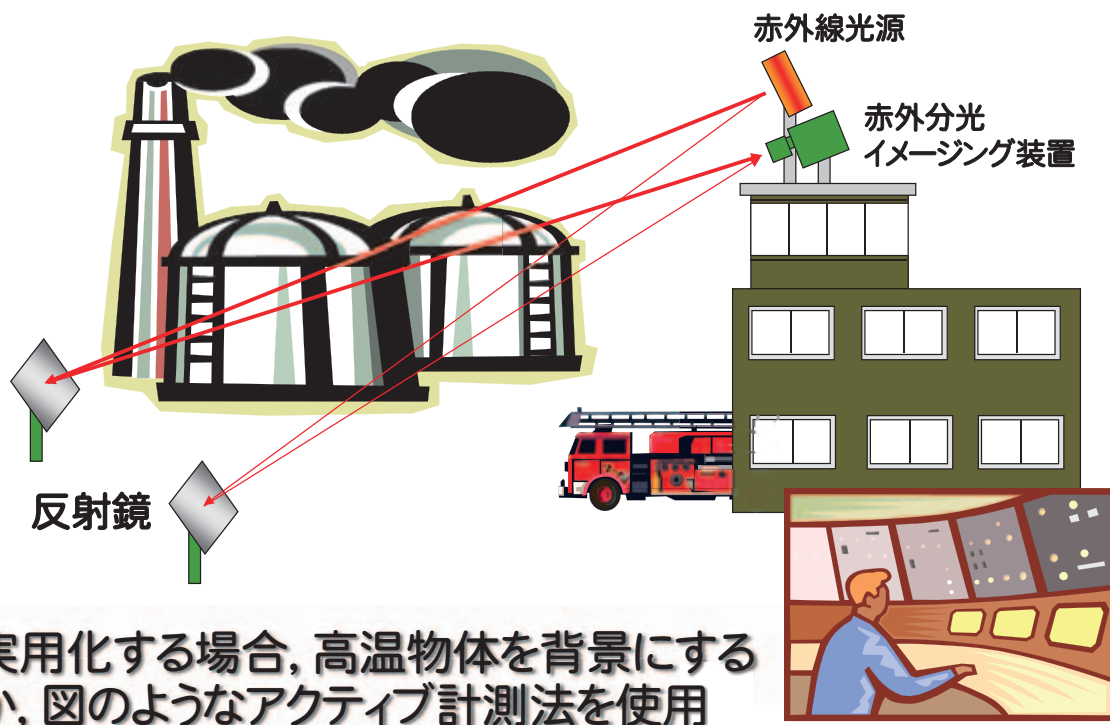 赤外線光源
赤外分光
イメージング装置
反射鏡
実用化する場合，高温物体を背景にする
か，図のようなアクティブ計測法を使用